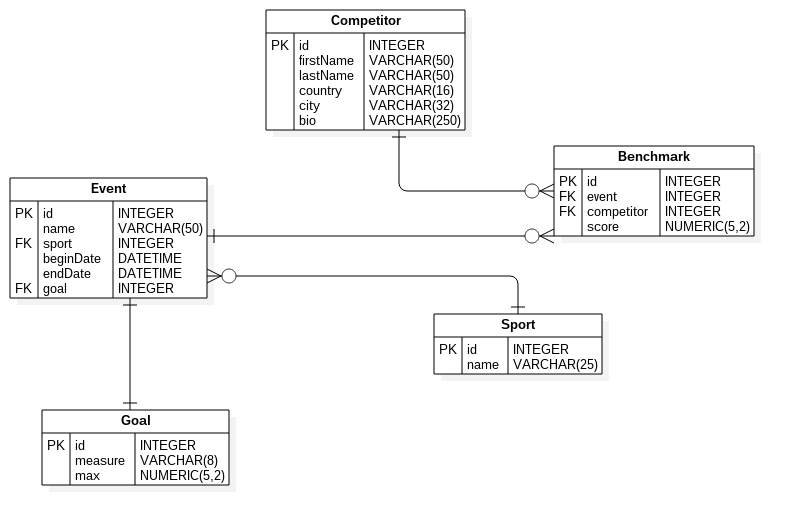 Competitor
PK id INTEGER
firstName VARCHAR(50)
lastName VARCHAR(50)
country VARCHAR(16)
city VARCHAR(32)
bio VARCHAR(250)
Benchmark
PK id INTEGER
FK event INTEGER
FK competitor INTEGER
score NUMERIC(5,2)
Event
PK id INTEGER
name VARCHAR(50)
FK sport INTEGER
beginDate DATETIME
endDate DATETIME
FK goal INTEGER
Sport
PK id INTEGER
name VARCHAR(25)
Goal
PK id INTEGER
measure VARCHAR(8)
max NUMERIC(5,2)